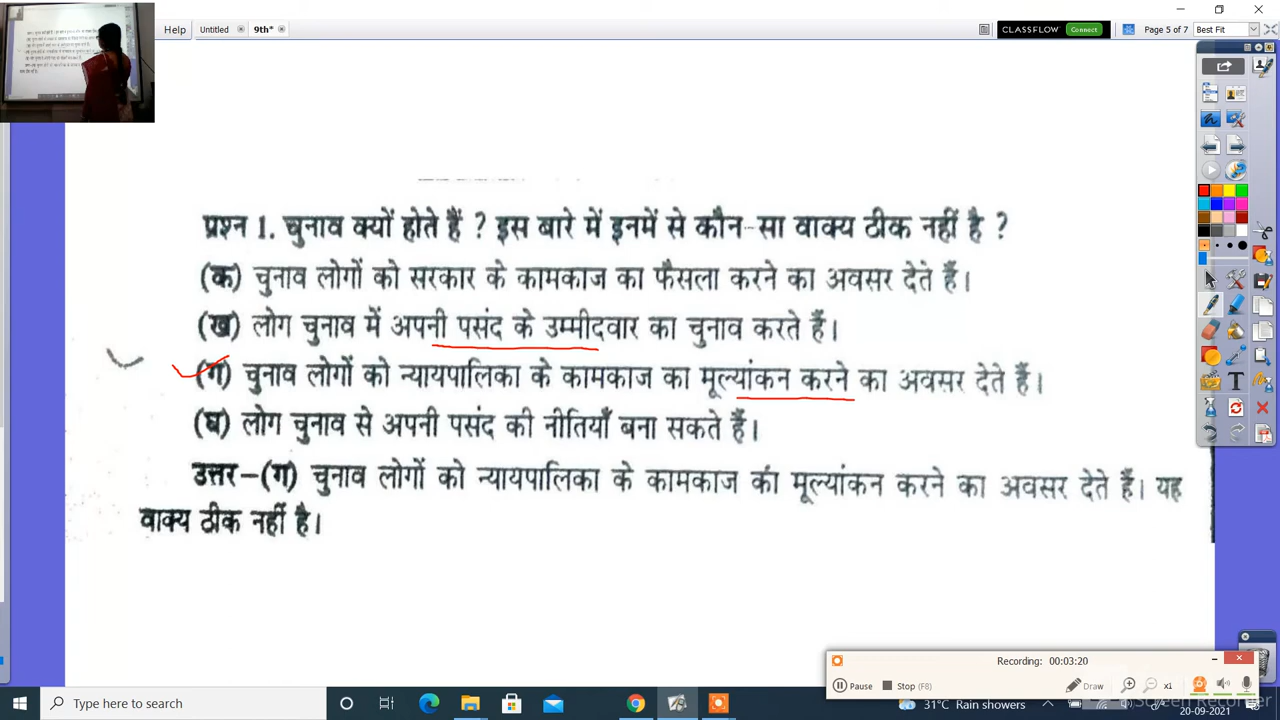 Help Untitled 9th* CLASSFLOW Connect Page 5 of 7 Best Fit
प्रश्न 1. चुनाव क्यों होते हैं ? इस बारे में इनमें से कौन-सा वाक्य ठीक नहीं है ?
(क) चुनाव लोगों को सरकार के कामकाज का फैसला करने का अवसर देते हैं।
(ख) लोग चुनाव में अपनी पसंद के उम्मीदवार का चुनाव करते हैं।
(ग) चुनाव लोगों को न्यायपालिका के कामकाज का मूल्यांकन करने का अवसर देते हैं।
(घ) लोग चुनाव से अपनी पसंद की नीतियाँ बना सकते हैं।
उत्तर–(ग) चुनाव लोगों को न्यायपालिका के कामकाज का मूल्यांकन करने का अवसर देते हैं। यह
वाक्य ठीक नहीं है।
Recording: 00:03:20
Pause Stop (F8) x1 Draw
Type here to search
31°C Rain showers
20-09-2021
Screen Recorder